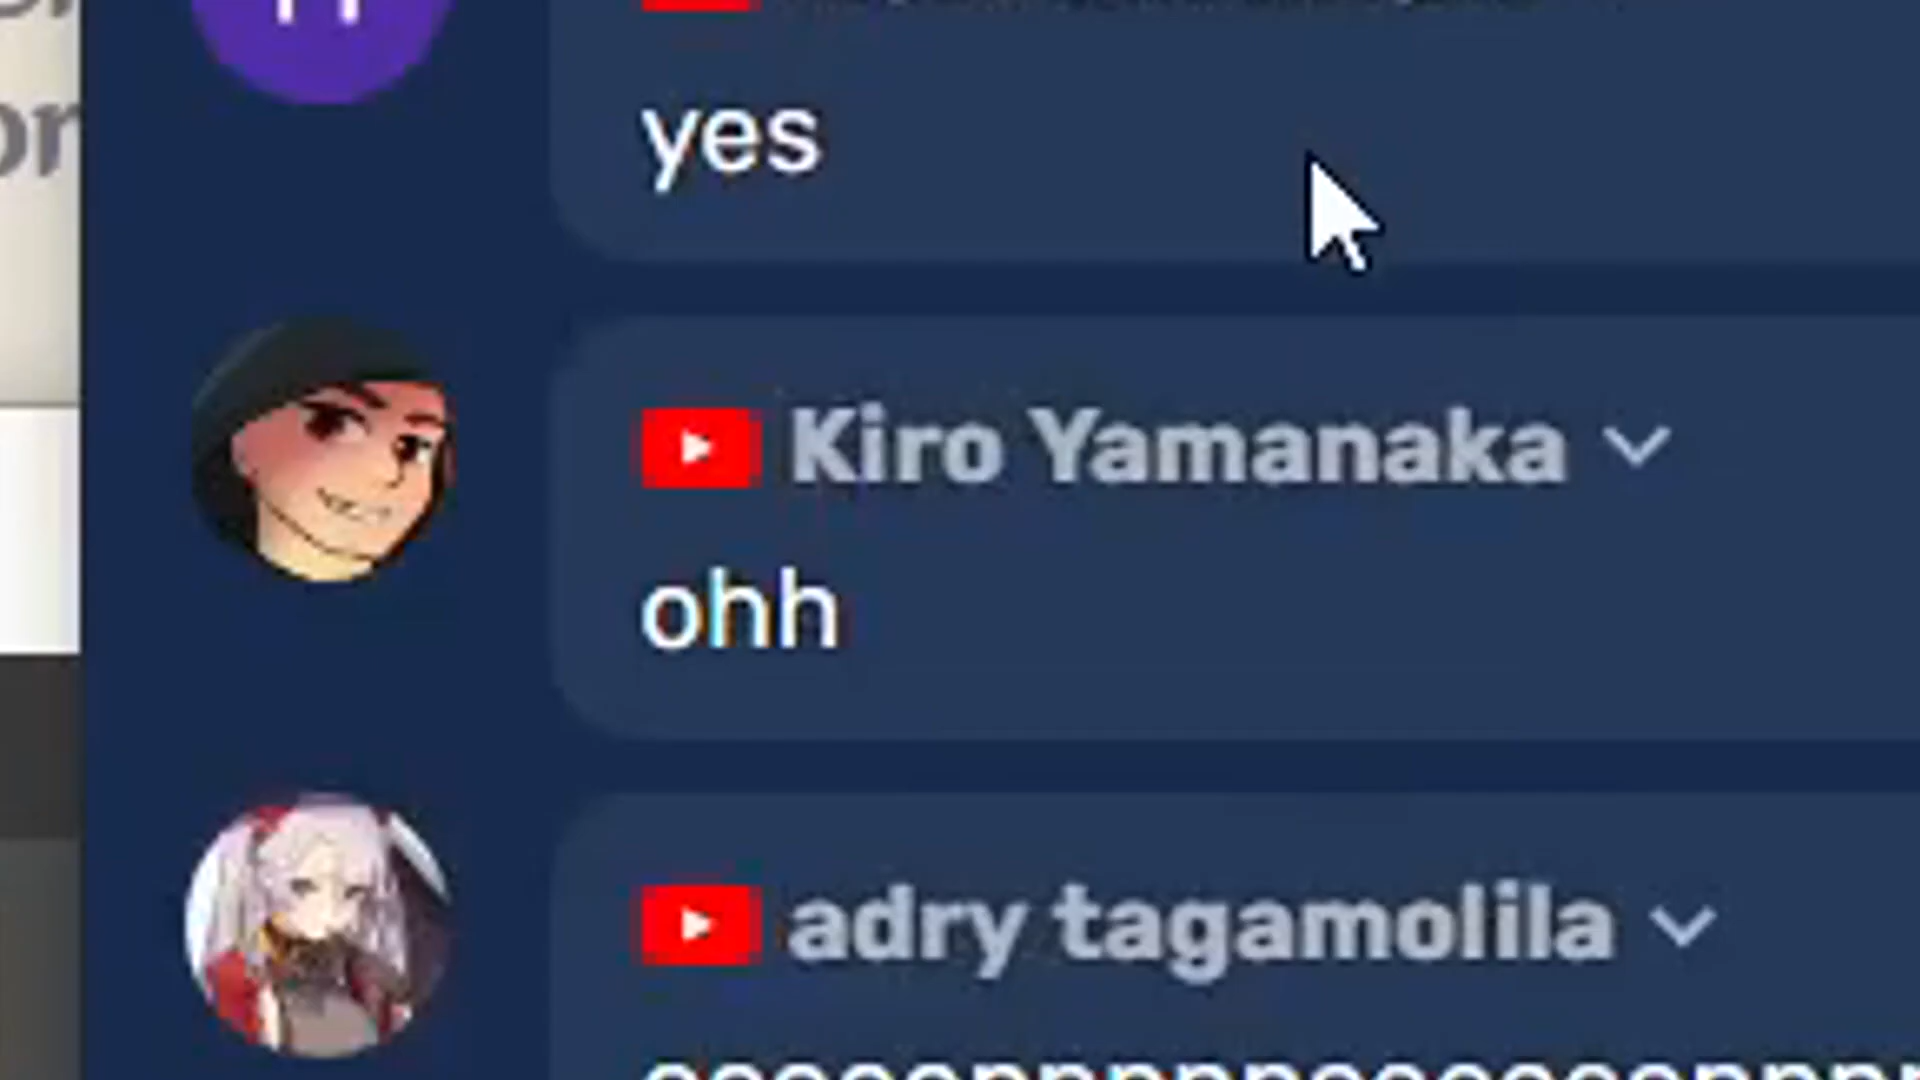 yes
Kiro Yamanaka
ohh
adry tagamolila